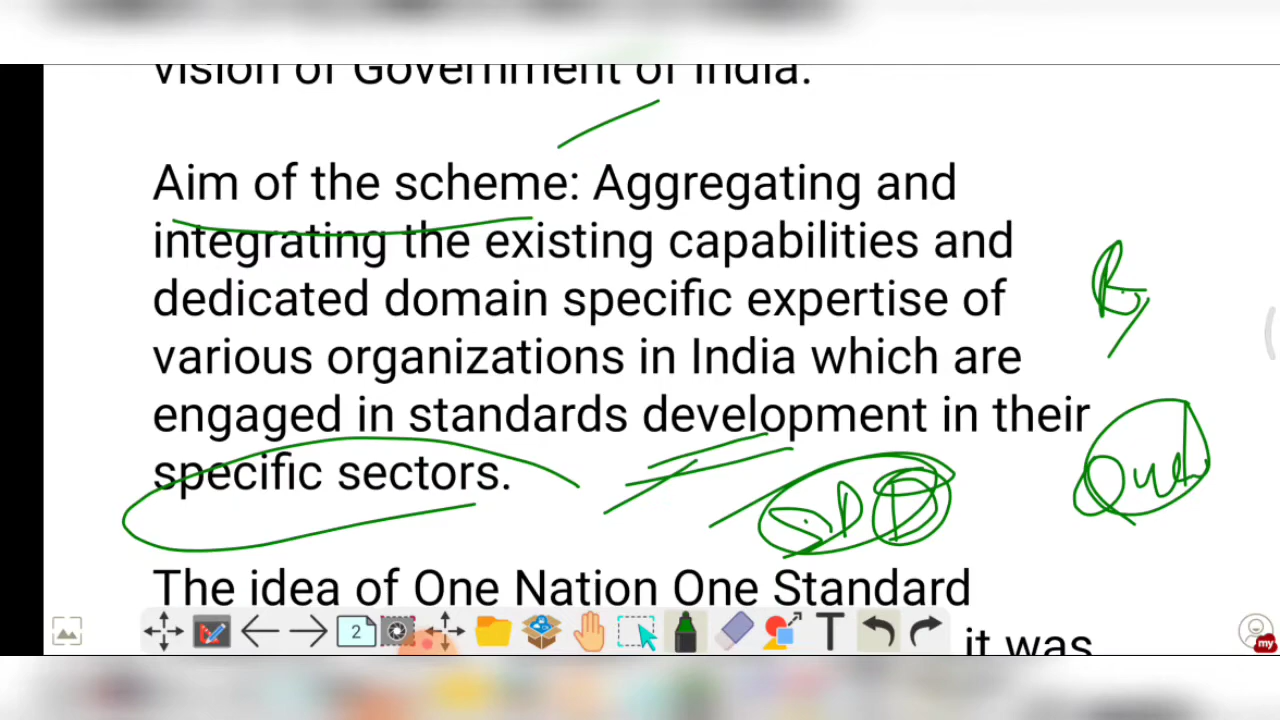 vision of Government of India.
Aim of the scheme: Aggregating and
integrating the existing capabilities and
dedicated domain specific expertise of
various organizations in India which are
engaged in standards development in their
specific sectors.
The idea of One Nation One Standard
it was
2
T
my